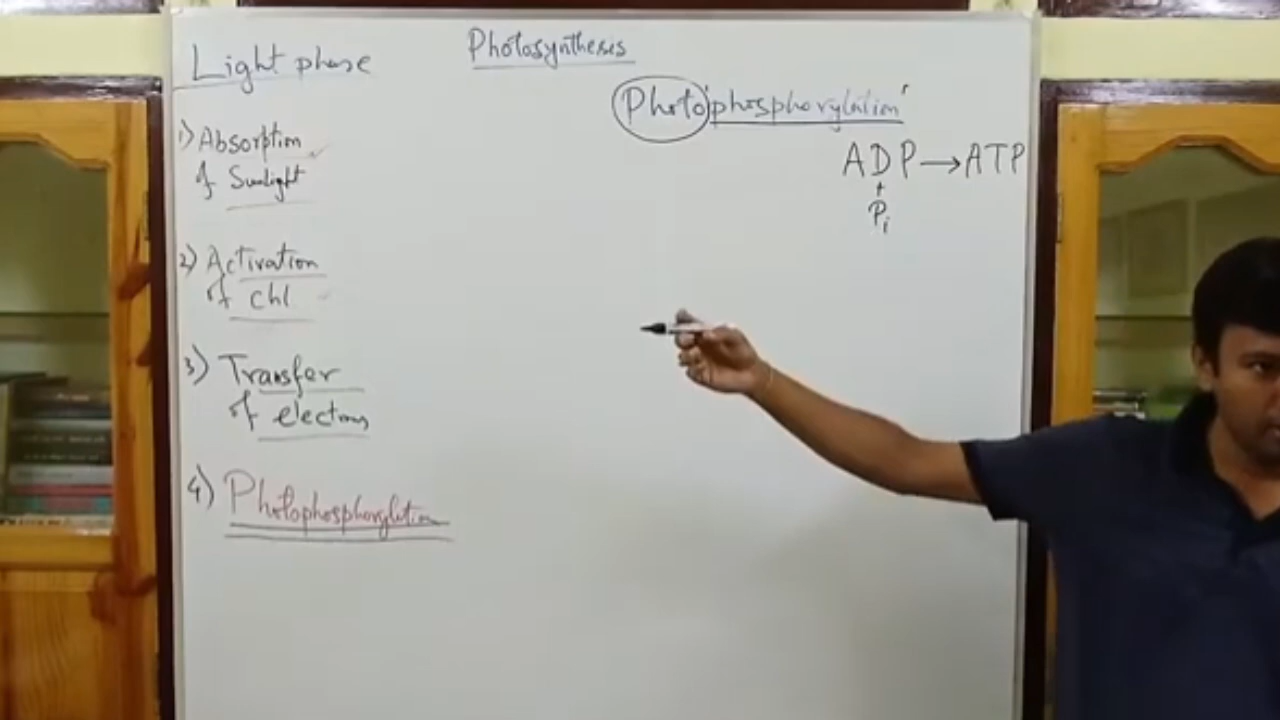 Photosynthesis
Light phase
1) Absorption
of Sunlight
2) Activation
of Chl
3) Transfer
of electrons
4) Photophosphorylation
Photophosphorylation
ADP → ATP
+
Pi